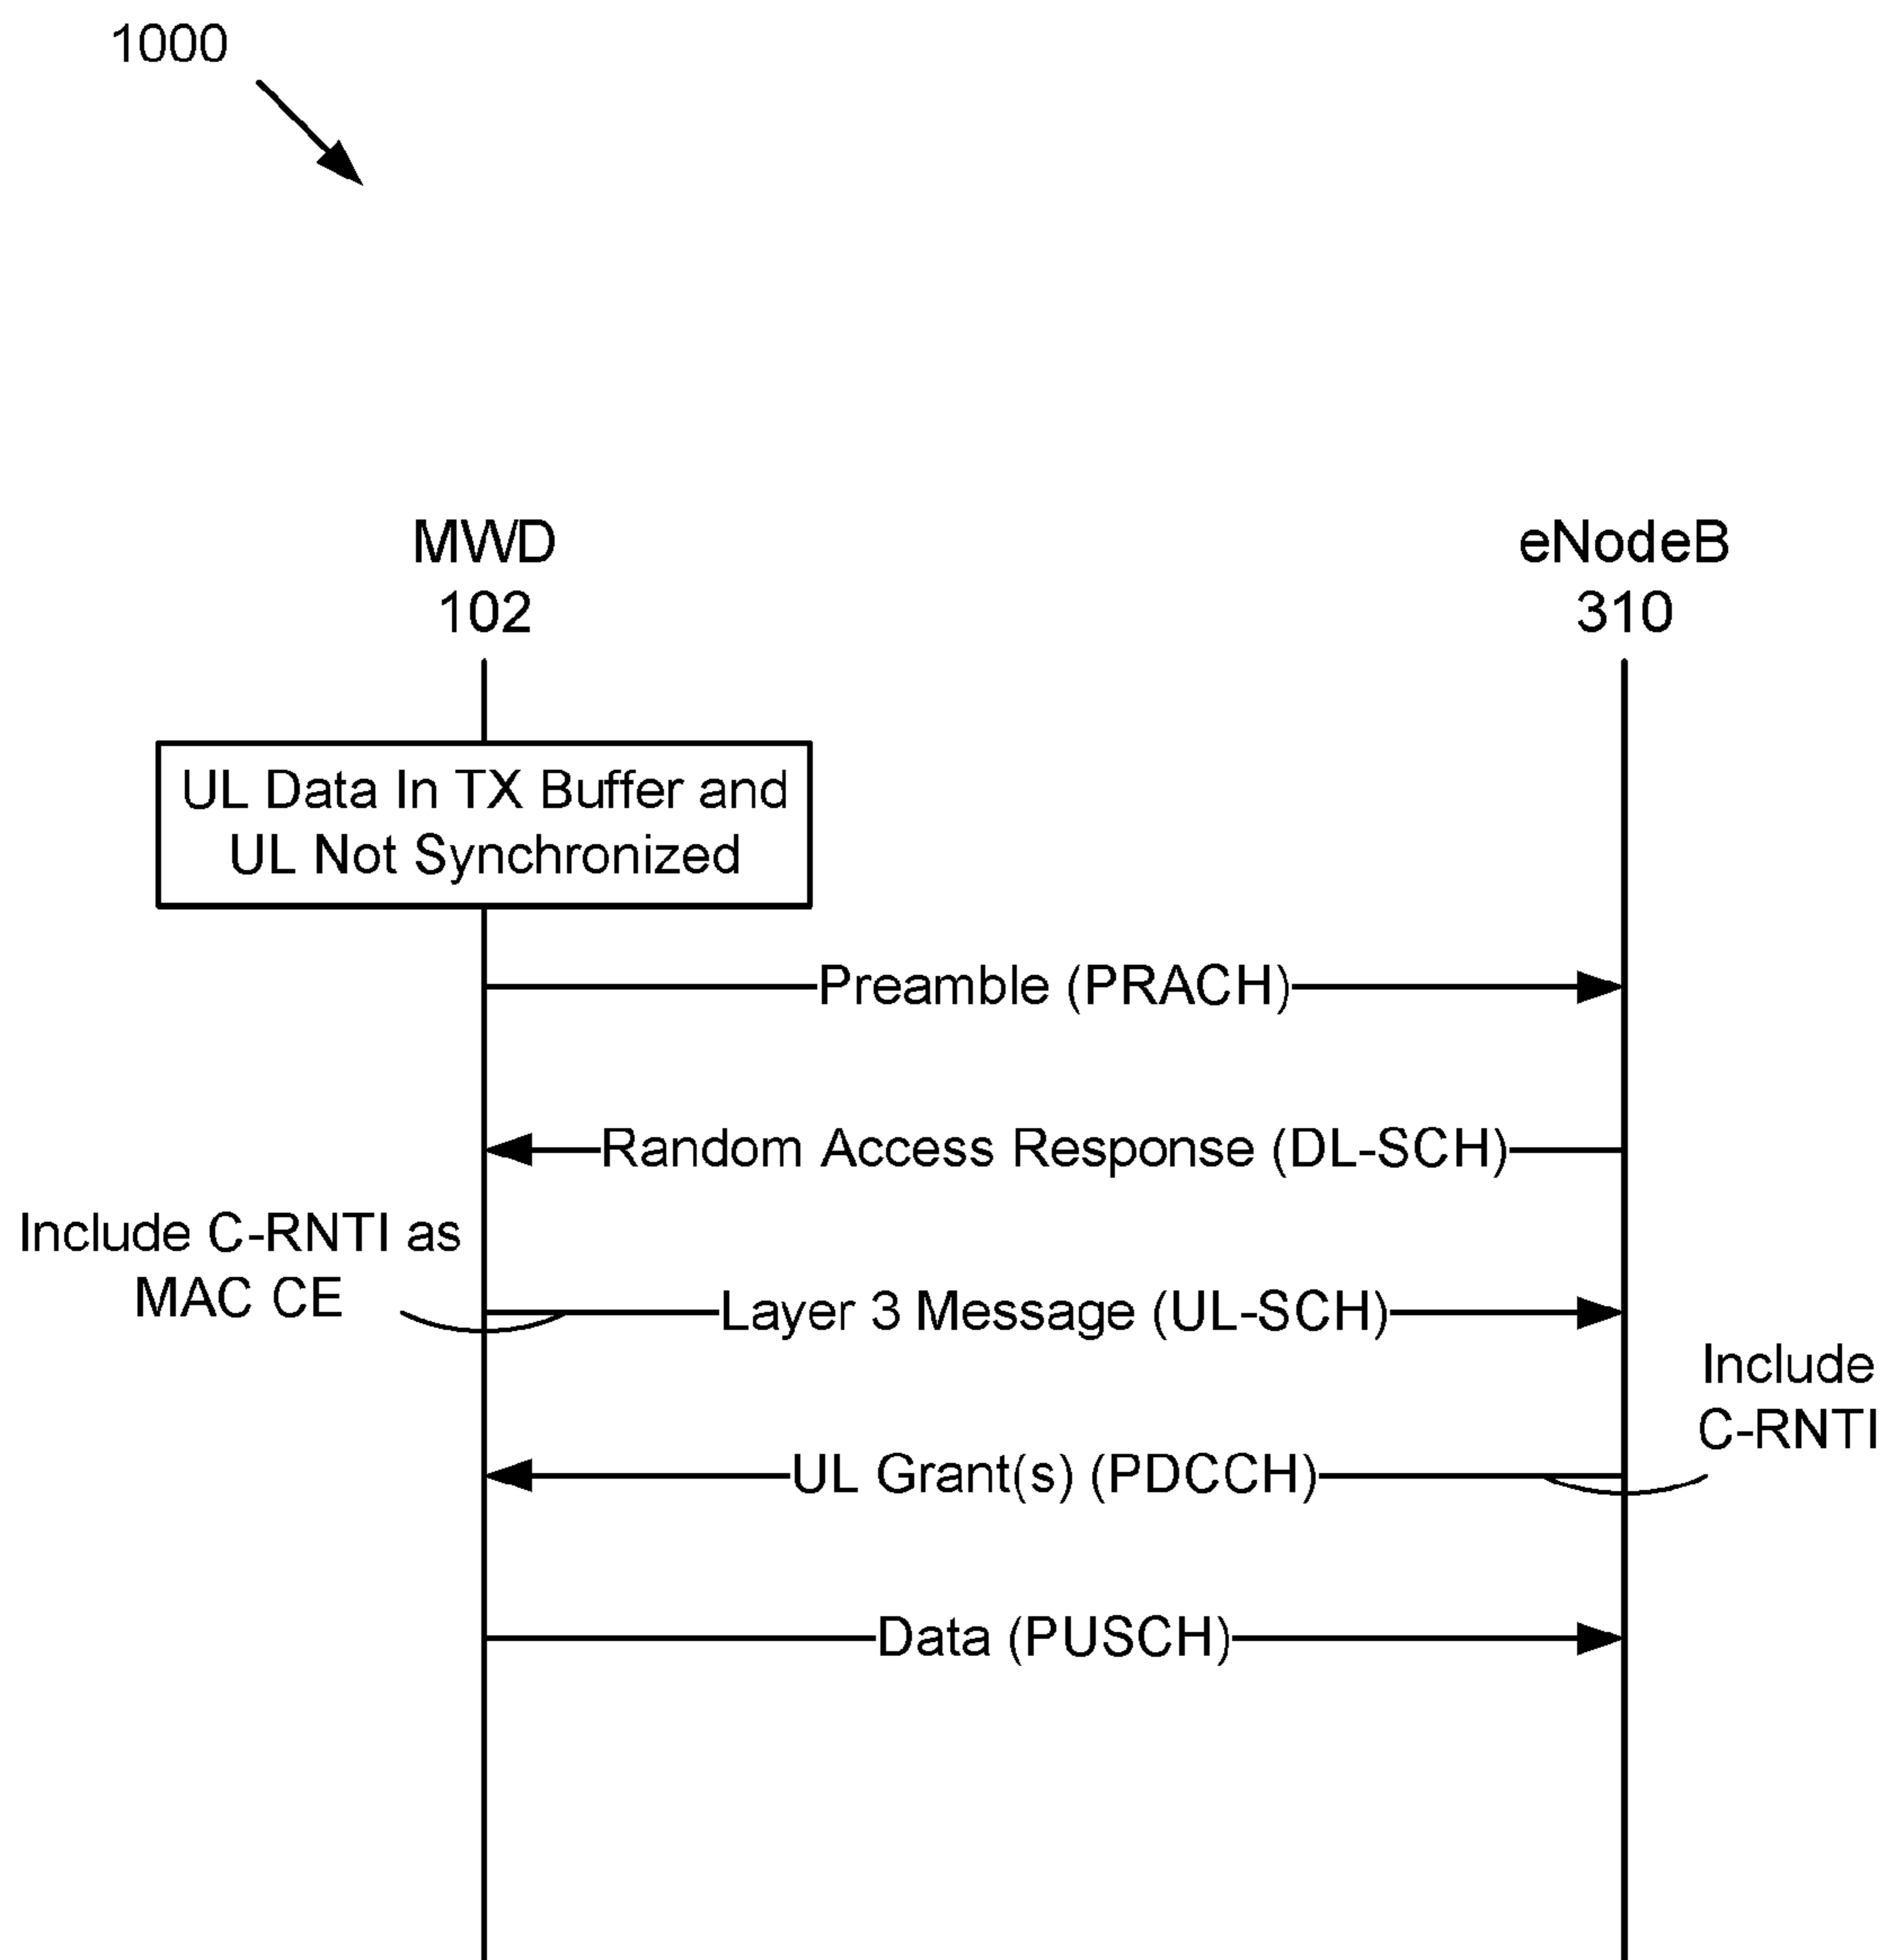 1000
MWD
102
eNodeB
310
UL Data In TX Buffer and
UL Not Synchronized
Preamble (PRACH)
Random Access Response (DL-SCH)
Include C-RNTI as
MAC CE
Layer 3 Message (UL-SCH)
Include
C-RNTI
UL Grant(s) (PDCCH)
Data (PUSCH)